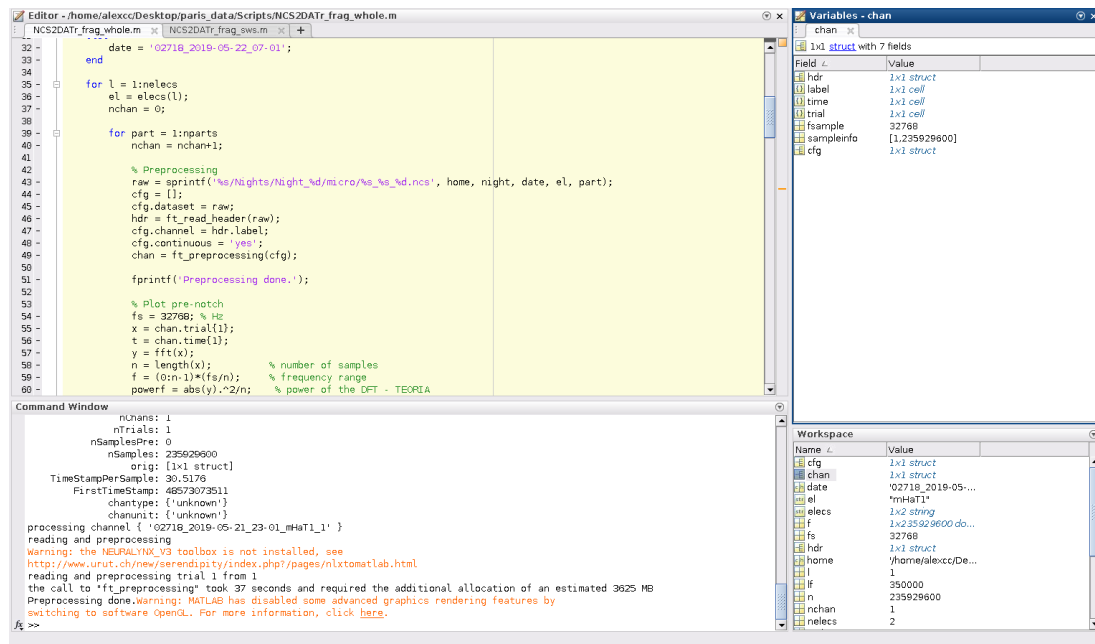 Editor - /home/alexcc/Desktop/paris_data/Scripts/NCS2DATr_frag_whole.m
NCS2DATr_frag_whole.m × NCS2DATr_frag_sws.m × +
32 - date = '02718_2019-05-22_07-01';
33 - end
34
35 - for l = 1:nelecs
36 - el = elecs(l);
37 - nchan = 0;
38
39 - for part = 1:nparts
40 - nchan = nchan+1;
41
42 % Preprocessing
43 - raw = sprintf('%s/Nights/Night_%d/micro/%s_%s_%d.ncs', home, night, date, el, part);
44 - cfg = [];
45 - cfg.dataset = raw;
46 - hdr = ft_read_header(raw);
47 - cfg.channel = hdr.label;
48 - cfg.continuous = 'yes';
49 - chan = ft_preprocessing(cfg);
50
51 - fprintf('Preprocessing done.');
52
53 % Plot pre-notch
54 - fs = 32768; % Hz
55 - x = chan.trial{1};
56 - t = chan.time{1};
57 - y = fft(x);
58 - n = length(x); % number of samples
59 - f = (0:n-1)*(fs/n); % frequency range
60 - powerf = abs(y).^2/n; % power of the DFT - TEORIA
Command Window
nChans: 1
nTrials: 1
nSamplesPre: 0
nSamples: 235929600
orig: [1×1 struct]
TimeStampPerSample: 30.5176
FirstTimeStamp: 48573073511
chantype: {'unknown'}
chanunit: {'unknown'}
processing channel { '02718_2019-05-21_23-01_mHaT1_1' }
reading and preprocessing
Warning: the NEURALYNX_V3 toolbox is not installed, see
http://www.urut.ch/new/serendipity/index.php?/pages/nlxtomatlab.html
reading and preprocessing trial 1 from 1
the call to "ft_preprocessing" took 37 seconds and required the additional allocation of an estimated 3625 MB
Preprocessing done.Warning: MATLAB has disabled some advanced graphics rendering features by
switching to software OpenGL. For more information, click here.
fx >>
Variables - chan
chan ×
1x1 struct with 7 fields
Field Value
hdr 1x1 struct
label 1x1 cell
time 1x1 cell
trial 1x1 cell
fsample 32768
sampleinfo [1,235929600]
cfg 1x1 struct
Workspace
Name Value
cfg 1x1 struct
chan 1x1 struct
date '02718_2019-05-...
el "mHaT1"
elecs 1x2 string
f 1x235929600 do...
fs 32768
hdr 1x1 struct
home '/home/alexcc/De...
l 1
lf 350000
n 235929600
nchan 1
nelecs 2